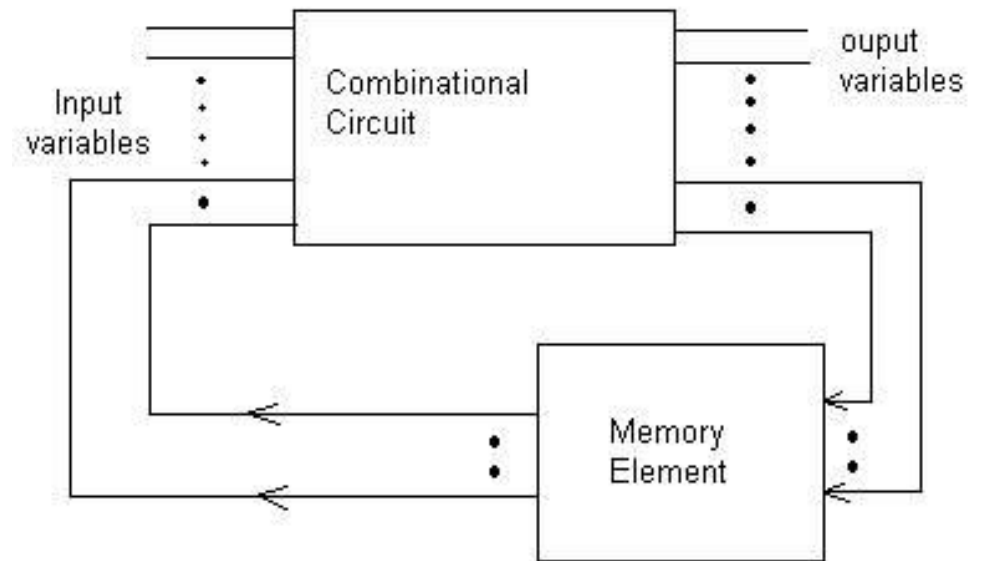 Input
variables
Combinational
Circuit
ouput
variables
Memory
Element